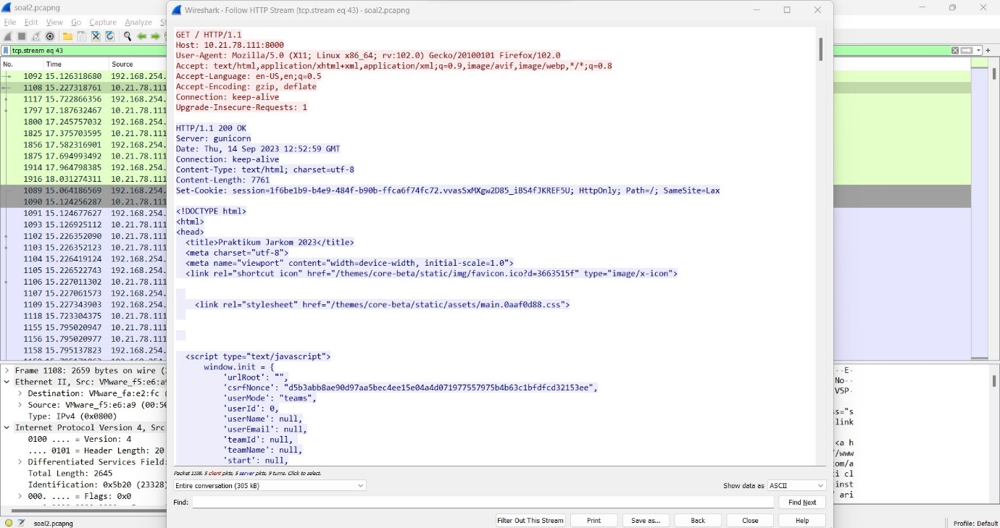 soal2.pcapng
File Edit View Go Capture Analyze
tcp.stream eq 43
No. Time Source
1092 15.126318680 192.168.254.
1108 15.227318761 10.21.78.111
1117 15.722866356 192.168.254.
1797 17.187632467 10.21.78.111
1800 17.245757032 192.168.254.
1825 17.375703595 10.21.78.111
1856 17.582316901 192.168.254.
1875 17.694993492 10.21.78.111
1914 17.964798385 192.168.254.
1916 18.031274311 10.21.78.111
1089 15.064186569 192.168.254.
1090 15.124256287 10.21.78.111
1091 15.124677627 192.168.254.
1093 15.126925112 10.21.78.111
1102 15.226352090 10.21.78.111
1103 15.226352123 10.21.78.111
1104 15.226419124 192.168.254.
1105 15.226522743 192.168.254.
1106 15.227011302 10.21.78.111
1107 15.227061573 192.168.254.
1109 15.227343903 192.168.254.
1118 15.723304375 10.21.78.111
1155 15.795020947 10.21.78.111
1156 15.795020977 10.21.78.111
1158 15.795137823 192.168.254.
Frame 1108: 2659 bytes on wire (
Ethernet II, Src: VMware_f5:e6:a9
Destination: VMware_fa:e2:fc (
Source: VMware_f5:e6:a9 (00:50
Type: IPv4 (0x0800)
Internet Protocol Version 4, Src
0100 .... = Version: 4
.... 0101 = Header Length: 20
Differentiated Services Field:
Total Length: 2645
Identification: 0x5b20 (23328)
000. .... = Flags: 0x0
soal2.pcapng
Wireshark · Follow HTTP Stream (tcp.stream eq 43) · soal2.pcapng
GET / HTTP/1.1
Host: 10.21.78.111:8000
User-Agent: Mozilla/5.0 (X11; Linux x86_64; rv:102.0) Gecko/20100101 Firefox/102.0
Accept: text/html,application/xhtml+xml,application/xml;q=0.9,image/avif,image/webp,*/*;q=0.8
Accept-Language: en-US,en;q=0.5
Accept-Encoding: gzip, deflate
Connection: keep-alive
Upgrade-Insecure-Requests: 1
HTTP/1.1 200 OK
Server: gunicorn
Date: Thu, 14 Sep 2023 12:52:59 GMT
Connection: keep-alive
Content-Type: text/html; charset=utf-8
Content-Length: 7761
Set-Cookie: session=1f6be1b9-b4e9-484f-b90b-ffca6f74fc72.vvasSxMXgw2D85_iBS4fJKREF5U; HttpOnly; Path=/; SameSite=Lax
<!DOCTYPE html>
<html>
<head>
<title>Praktikum Jarkom 2023</title>
<meta charset="utf-8">
<meta name="viewport" content="width=device-width, initial-scale=1.0">
<link rel="shortcut icon" href="/themes/core-beta/static/img/favicon.ico?d=3663515f" type="image/x-icon">
<link rel="stylesheet" href="/themes/core-beta/static/assets/main.0aaf0d88.css">
<script type="text/javascript">
window.init = {
'urlRoot': "",
'csrfNonce': "d5b3abb8ae90d97aa5bec4ee15e04a4d071977557975b4b63c1bfdfcd32153ee",
'userMode': "teams",
'userId': 0,
'userName': null,
'userEmail': null,
'teamId': null,
'teamName': null,
'start': null,
Packet 1108. 5 client pkts, 5 server pkts, 9 turns. Click to select.
Entire conversation (305 kB) Show data as ASCII
Find: Find Next
Filter Out This Stream Print Save as... Back Close Help
··E·
No··
V5P·
s="s
-link
<a h
/www
om/a
i cl
inst
' ari
Profile: Default